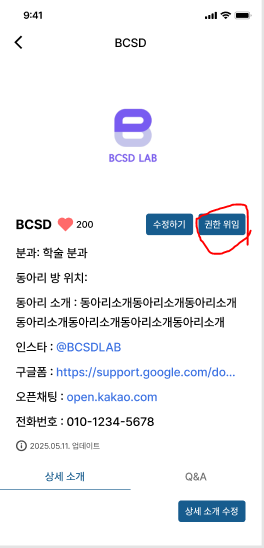 9:41
BCSD
BCSD LAB
BCSD 200 수정하기 권한 위임
분과: 학술 분과
동아리 방 위치:
동아리 소개 : 동아리소개동아리소개동아리소개
동아리소개동아리소개동아리소개동아리소개
인스타 : @BCSDLAB
구글폼 : https://support.google.com/do...
오픈채팅 : open.kakao.com
전화번호 : 010-1234-5678
2025.05.11. 업데이트
상세 소개 Q&A
상세 소개 수정